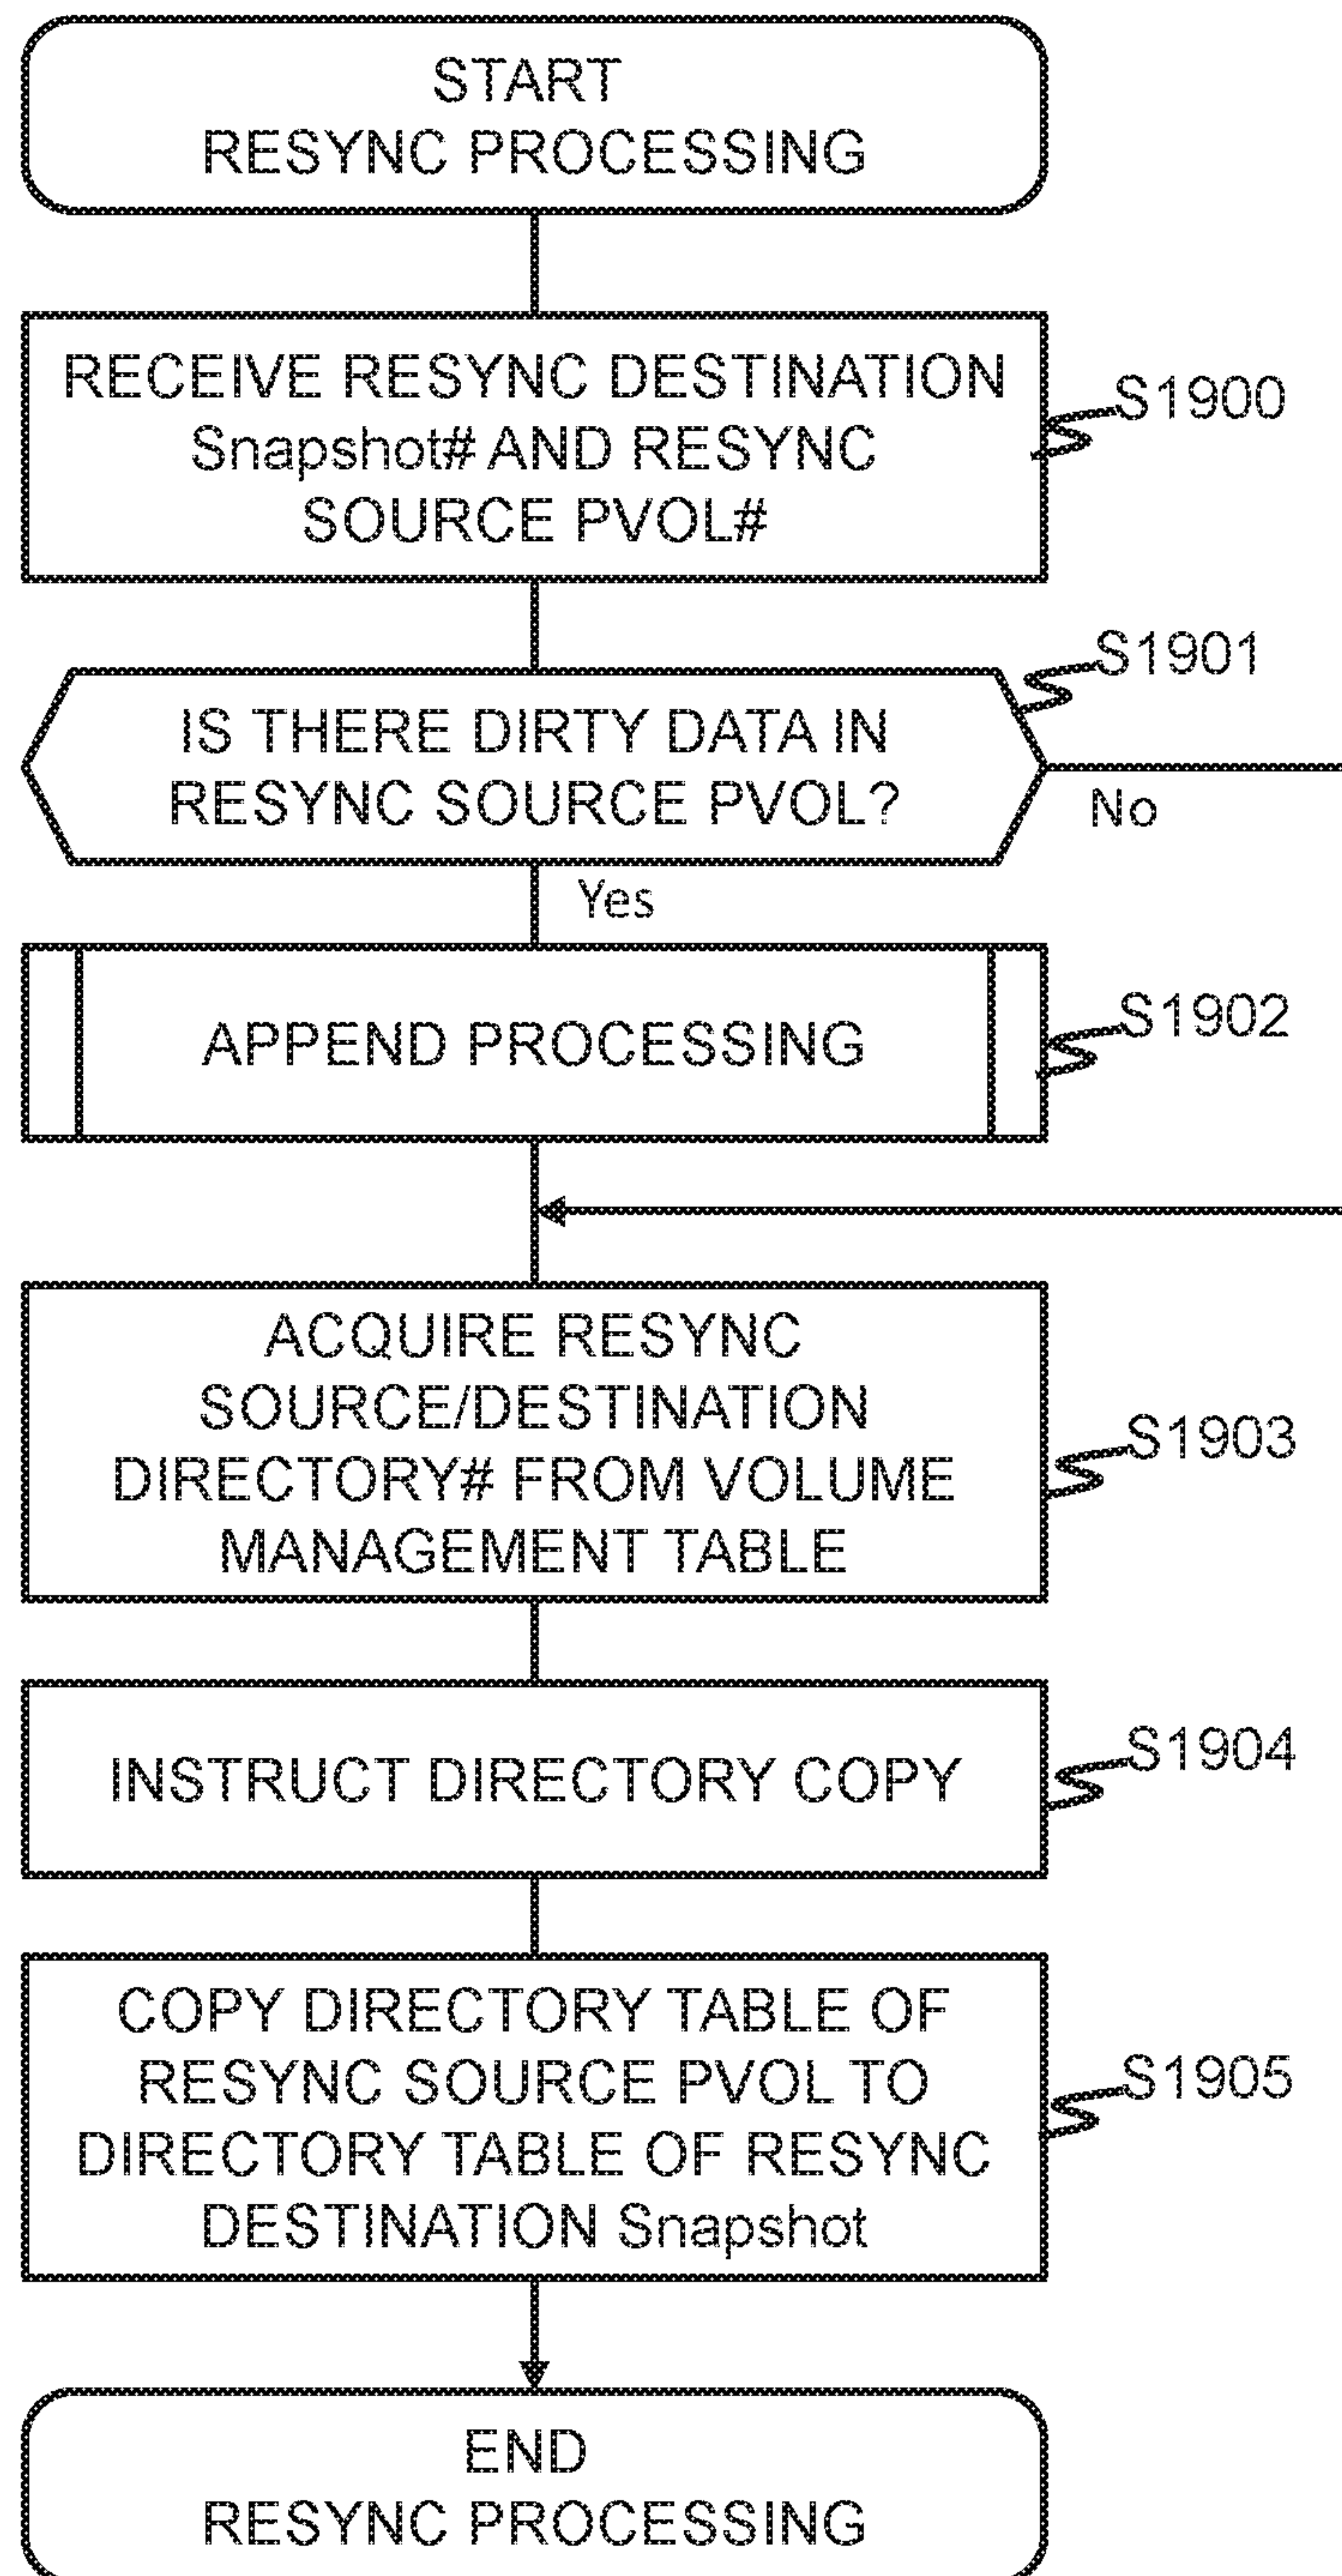 START
RESYNC PROCESSING
RECEIVE RESYNC DESTINATION
Snapshot# AND RESYNC
SOURCE PVOL#
S1900
IS THERE DIRTY DATA IN
RESYNC SOURCE PVOL?
S1901
No
Yes
APPEND PROCESSING
S1902
ACQUIRE RESYNC
SOURCE/DESTINATION
DIRECTORY# FROM VOLUME
MANAGEMENT TABLE
S1903
INSTRUCT DIRECTORY COPY
S1904
COPY DIRECTORY TABLE OF
RESYNC SOURCE PVOL TO
DIRECTORY TABLE OF RESYNC
DESTINATION Snapshot
S1905
END
RESYNC PROCESSING